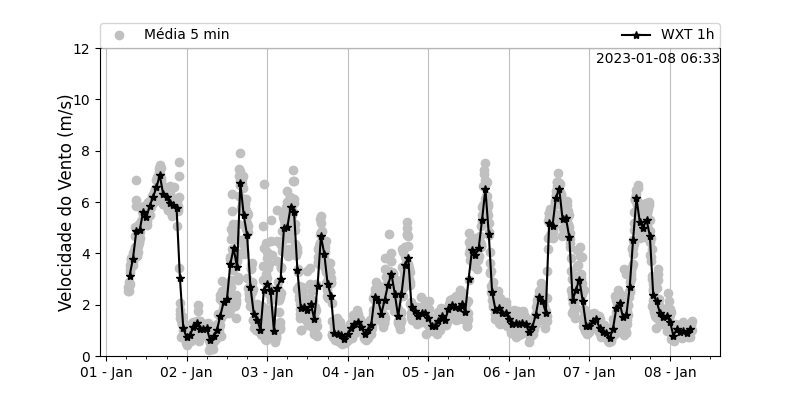 Média 5 min
WXT 1h
2023-01-08 06:33
Velocidade do Vento (m/s)
12
10
8
6
4
2
0
01 - Jan
02 - Jan
03 - Jan
04 - Jan
05 - Jan
06 - Jan
07 - Jan
08 - Jan